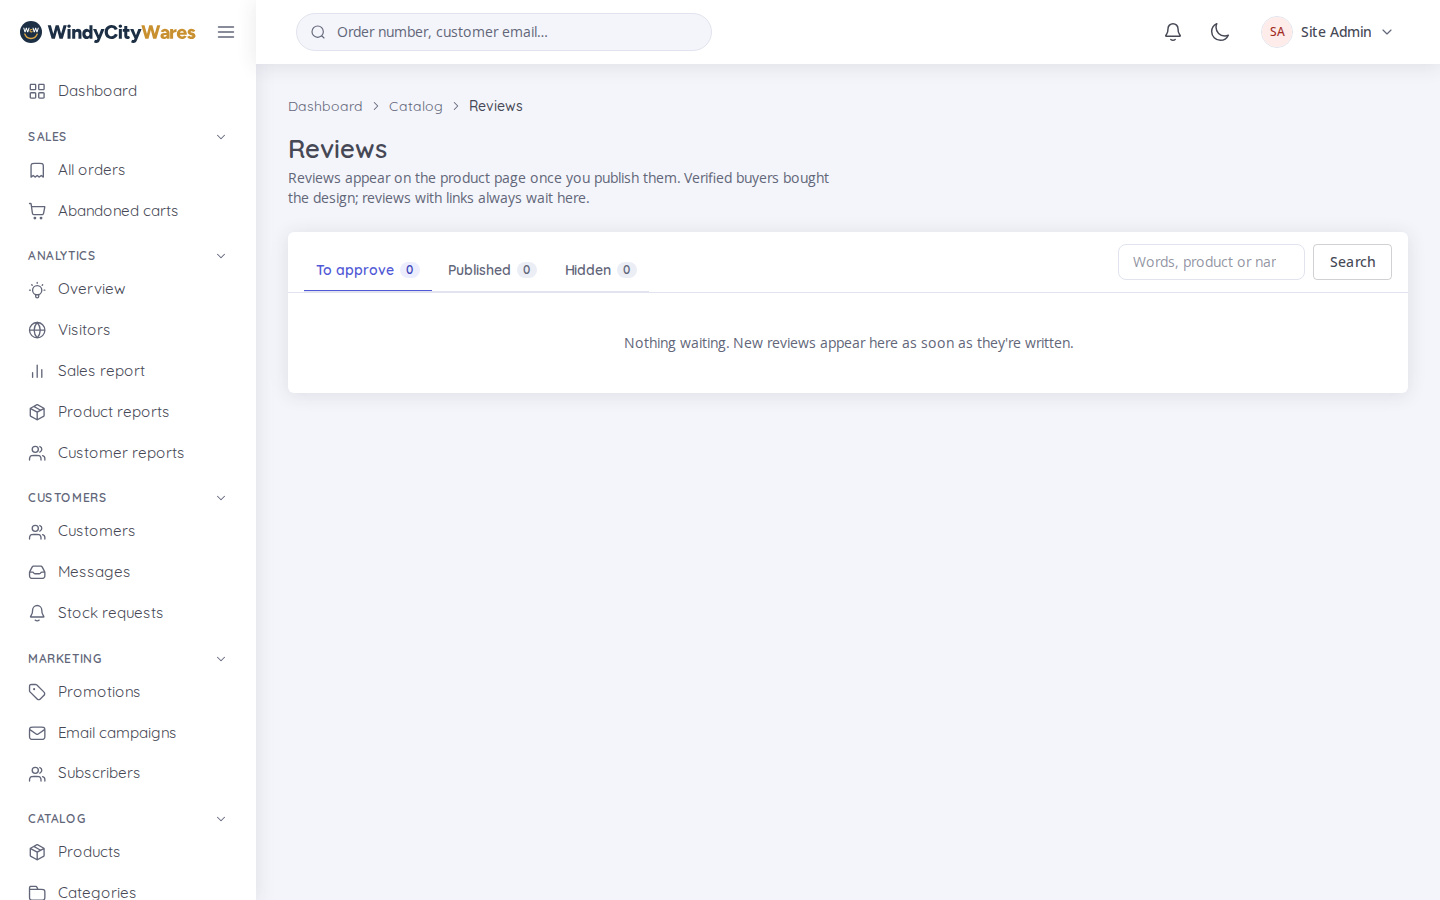 WCW WindyCityWares
Order number, customer email...
SA Site Admin
Dashboard
SALES
All orders
Abandoned carts
ANALYTICS
Overview
Visitors
Sales report
Product reports
Customer reports
CUSTOMERS
Customers
Messages
Stock requests
MARKETING
Promotions
Email campaigns
Subscribers
CATALOG
Products
Categories
Dashboard > Catalog > Reviews
Reviews
Reviews appear on the product page once you publish them. Verified buyers bought
the design; reviews with links always wait here.
To approve 0 Published 0 Hidden 0
Words, product or nar Search
Nothing waiting. New reviews appear here as soon as they're written.